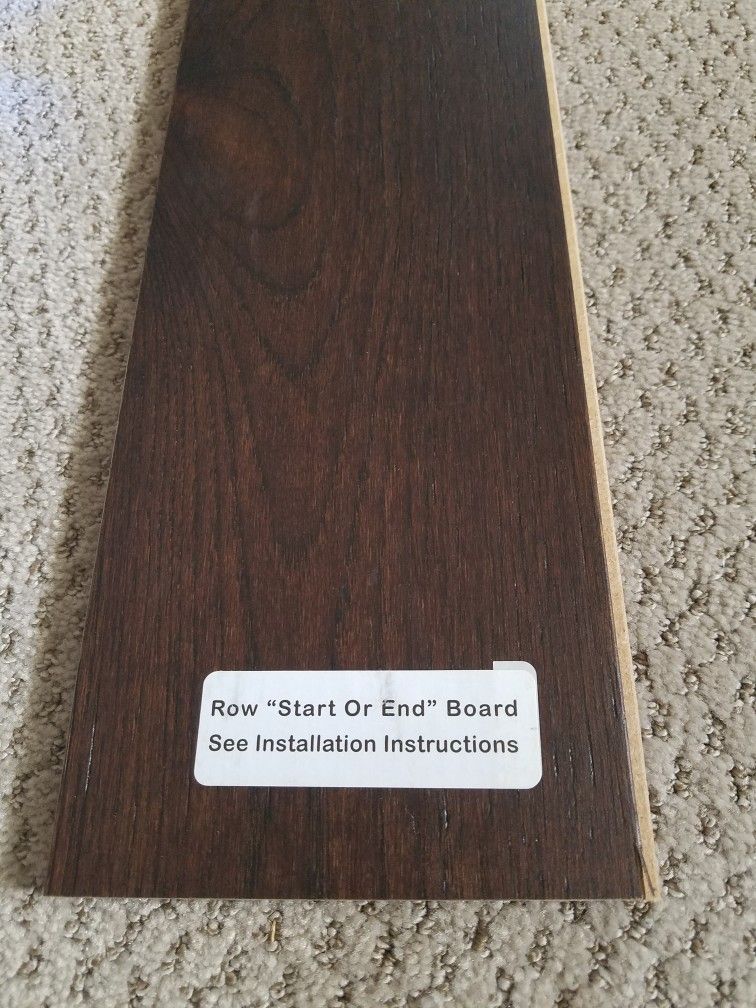 Row “Start Or End” Board
See Installation Instructions